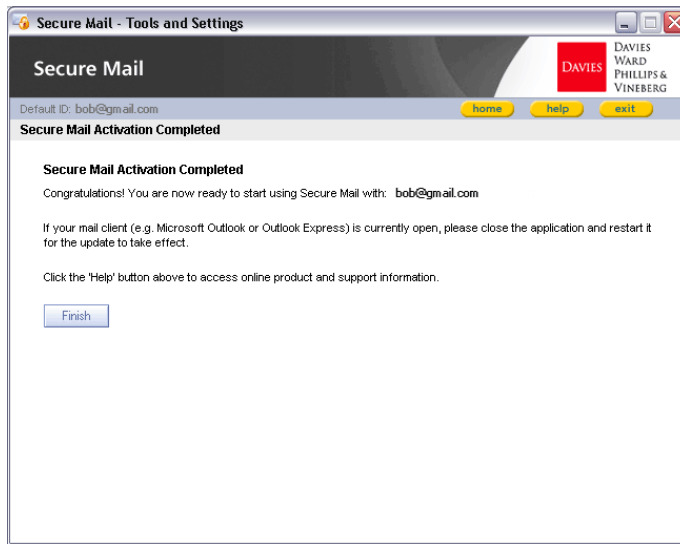 Secure Mail - Tools and Settings
Secure Mail
DAVIES
DAVIES
WARD
PHILLIPS &
VINEBERG
Default ID: bob@gmail.com
home help exit
Secure Mail Activation Completed
Secure Mail Activation Completed
Congratulations! You are now ready to start using Secure Mail with: bob@gmail.com
If your mail client (e.g. Microsoft Outlook or Outlook Express) is currently open, please close the application and restart it
for the update to take effect.
Click the 'Help' button above to access online product and support information.
Finish